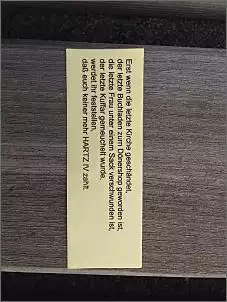 Erst wenn die letzte Kirche geschändet,
der letzte Buchladen zum Dönershop geworden ist,
die letzte Frau unter einem Sack verschwunden ist,
der letzte Kuffar gemeuchelt wurde,
werdet ihr feststellen,
daß euch keiner mehr HARTZ IV zahlt.